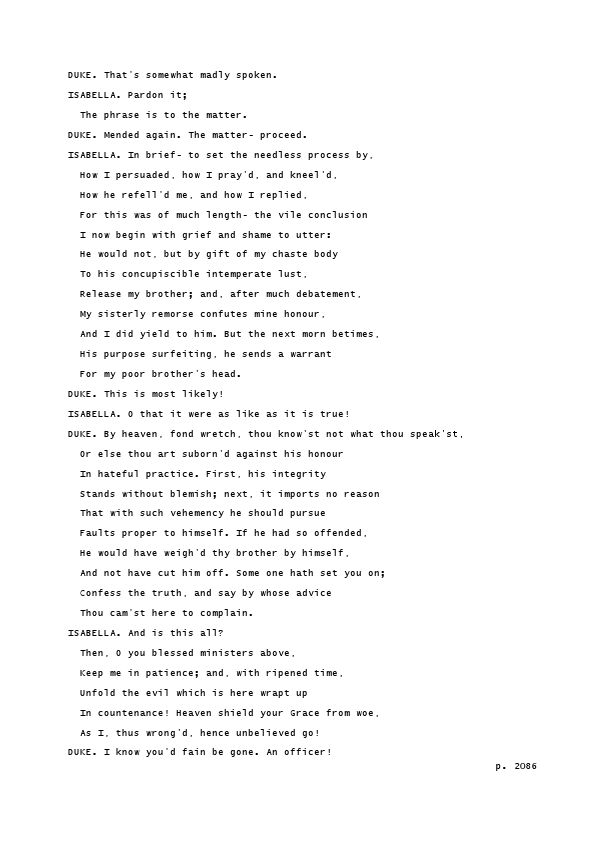 DUKE. That's somewhat madly spoken.
ISABELLA. Pardon it;
The phrase is to the matter.
DUKE. Mended again. The matter- proceed.
ISABELLA. In brief- to set the needless process by,
How I persuaded, how I pray'd, and kneel'd,
How he refell'd me, and how I replied,
For this was of much length- the vile conclusion
I now begin with grief and shame to utter:
He would not, but by gift of my chaste body
To his concupiscible intemperate lust,
Release my brother; and, after much debatement,
My sisterly remorse confutes mine honour,
And I did yield to him. But the next morn betimes,
His purpose surfeiting, he sends a warrant
For my poor brother's head.
DUKE. This is most likely!
ISABELLA. O that it were as like as it is true!
DUKE. By heaven, fond wretch, thou know'st not what thou speak'st,
Or else thou art suborn'd against his honour
In hateful practice. First, his integrity
Stands without blemish; next, it imports no reason
That with such vehemency he should pursue
Faults proper to himself. If he had so offended,
He would have weigh'd thy brother by himself,
And not have cut him off. Some one hath set you on;
Confess the truth, and say by whose advice
Thou cam'st here to complain.
ISABELLA. And is this all?
Then, O you blessed ministers above,
Keep me in patience; and, with ripened time,
Unfold the evil which is here wrapt up
In countenance! Heaven shield your Grace from woe,
As I, thus wrong'd, hence unbelieved go!
DUKE. I know you'd fain be gone. An officer!
p. 2086